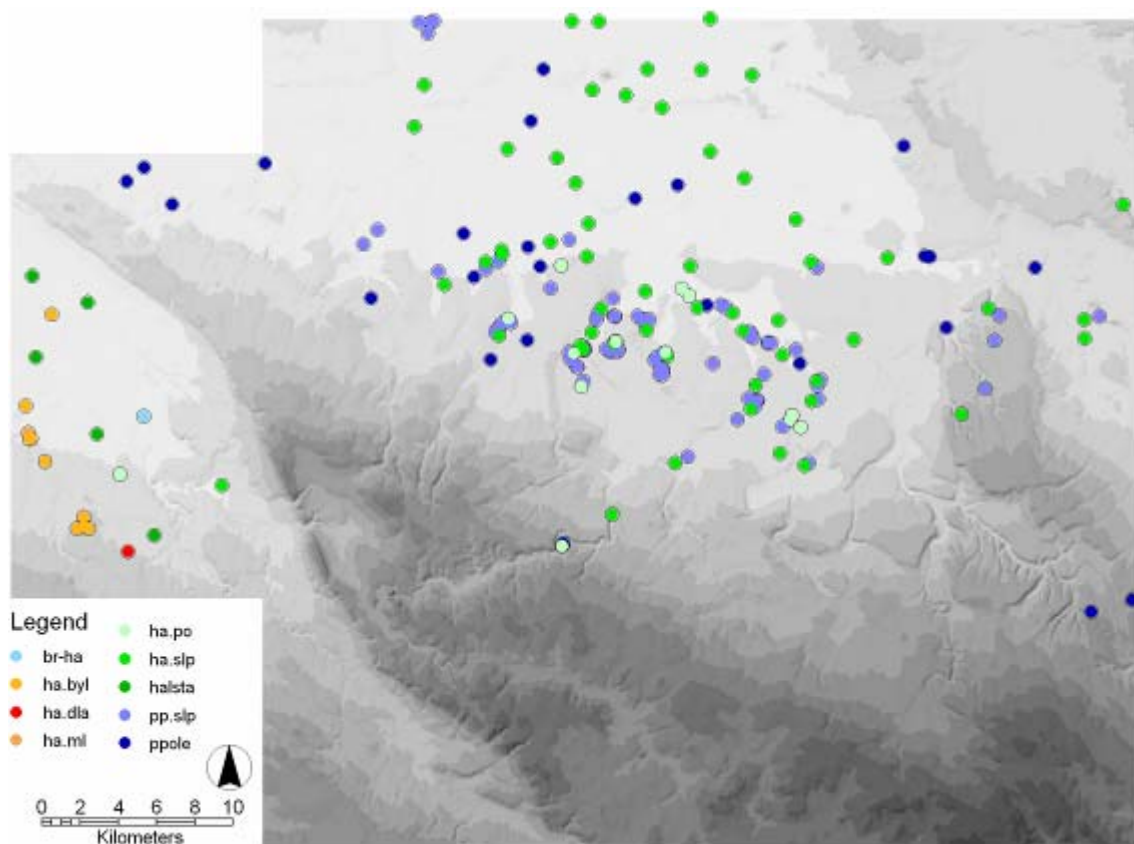 Legend
br-ha
ha.byl
ha.dla
ha.ml
ha.po
ha.slp
halsta
pp.slp
ppole
0 2 4 6 8 10
Kilometers